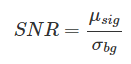 SNR = μ_sig / σ_bg